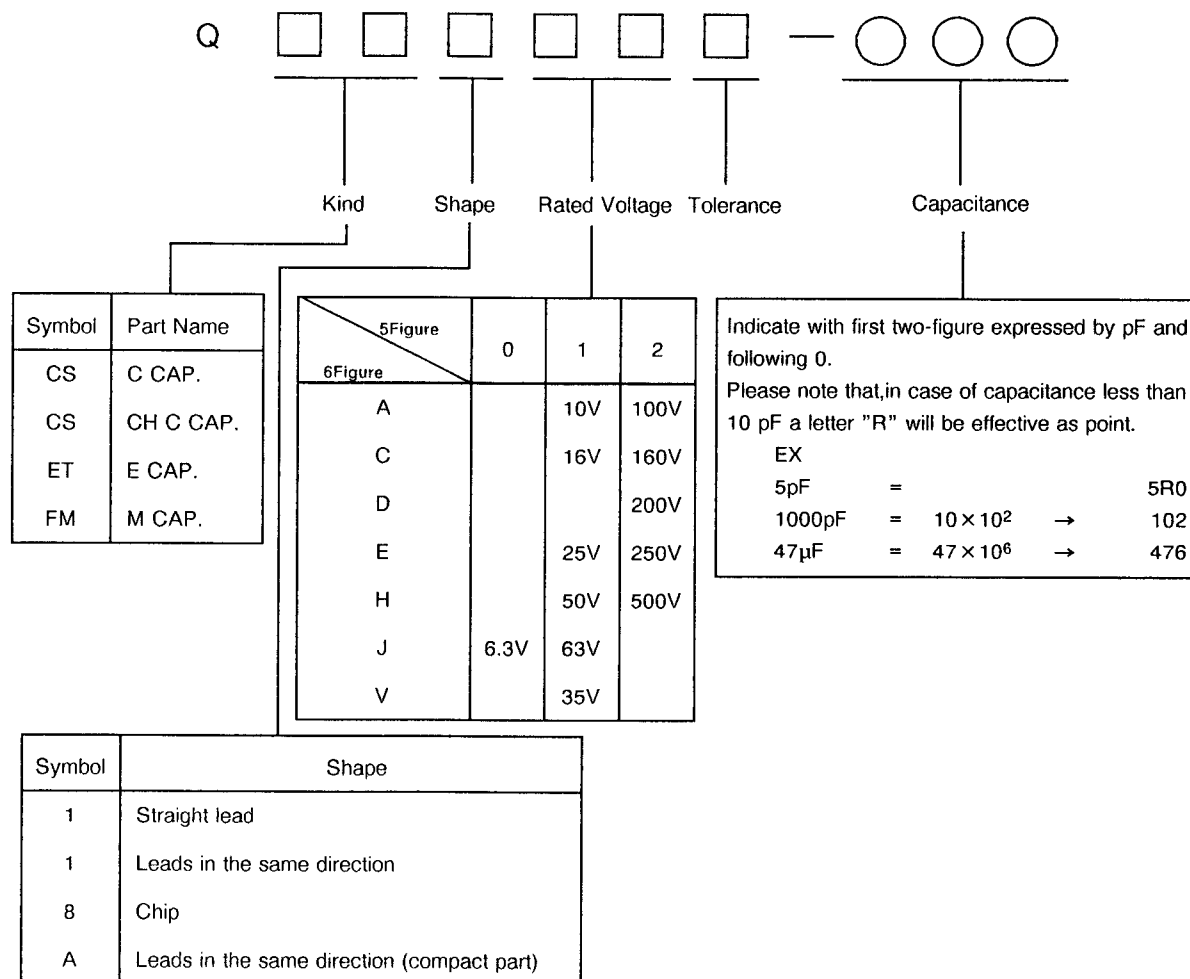 Q —
Kind Shape Rated Voltage Tolerance Capacitance
Symbol Part Name
CS C CAP.
CS CH C CAP.
ET E CAP.
FM M CAP.
5Figure
6Figure
0 1 2
A 10V 100V
C 16V 160V
D 200V
E 25V 250V
H 50V 500V
J 6.3V 63V
V 35V
Indicate with first two-figure expressed by pF and
following 0.
Please note that,in case of capacitance less than
10 pF a letter "R" will be effective as point.
EX
5pF = 5R0
1000pF = 10×10² → 102
47μF = 47×10⁶ → 476
Symbol Shape
1 Straight lead
1 Leads in the same direction
8 Chip
A Leads in the same direction (compact part)